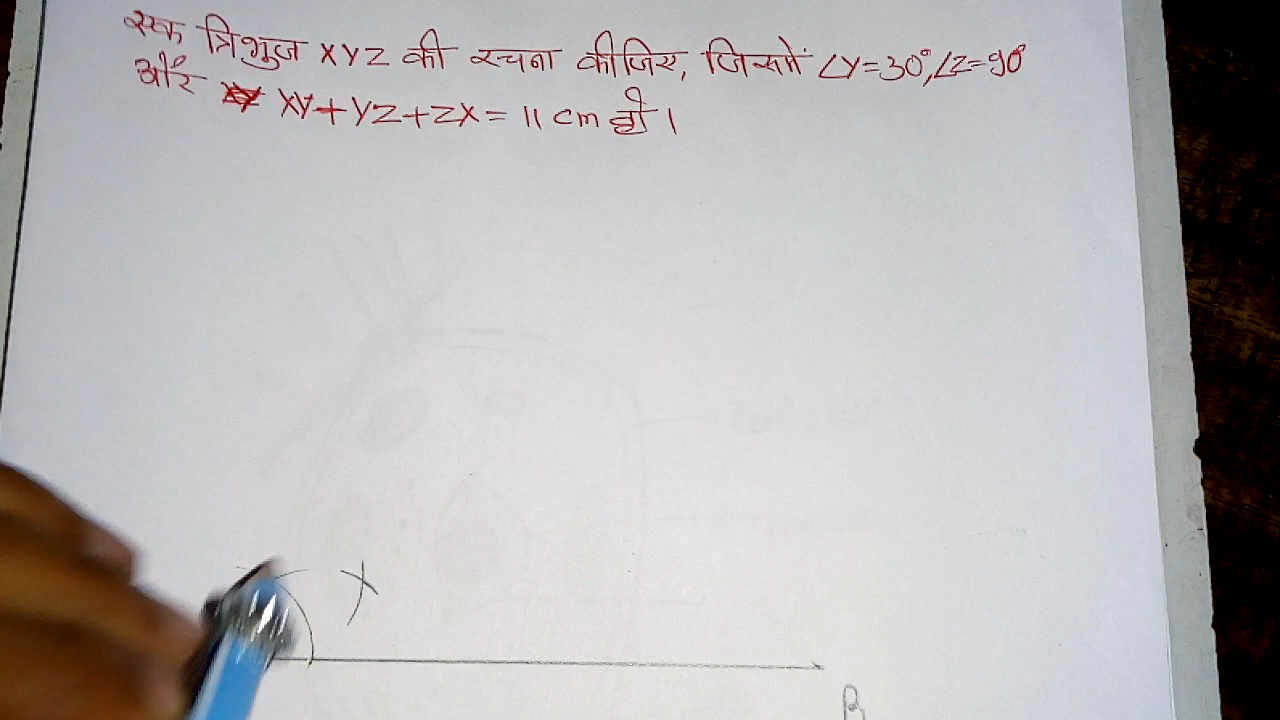 एक त्रिभुज XYZ की रचना कीजिए, जिसमें ∠Y=30°,∠Z=90°
और XY+YZ+ZX = 11 cm हो।
B